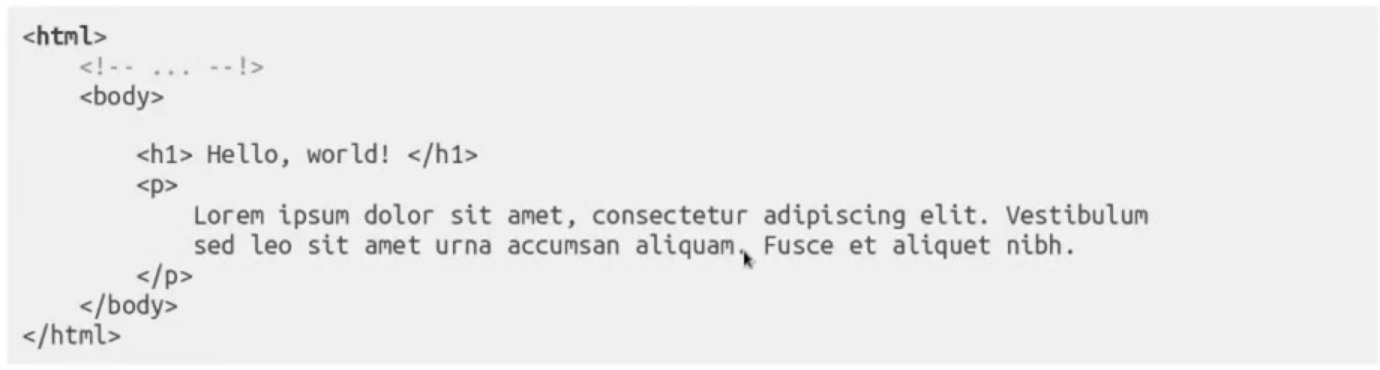 <html>
<!-- ... --!>
<body>
<h1> Hello, world! </h1>
<p>
Lorem ipsum dolor sit amet, consectetur adipiscing elit. Vestibulum
sed leo sit amet urna accumsan aliquam. Fusce et aliquet nibh.
</p>
</body>
</html>